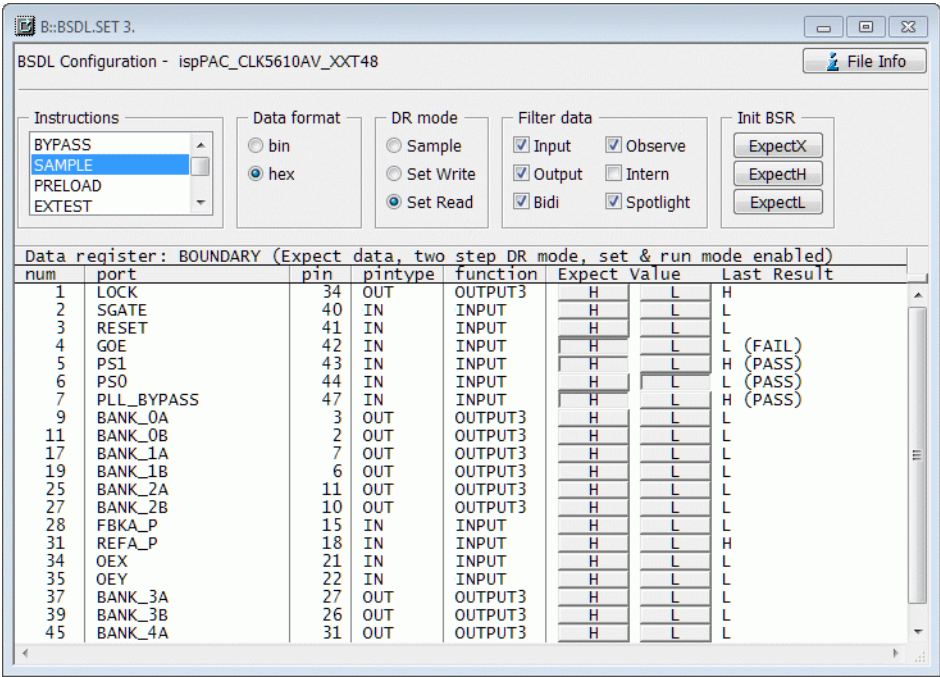 B::BSDL.SET 3.
BSDL Configuration - ispPAC_CLK5610AV_XXT48
File Info
Instructions
BYPASS
SAMPLE
PRELOAD
EXTEST
Data format
bin
hex
DR mode
Sample
Set Write
Set Read
Filter data
Input
Observe
Output
Intern
Bidi
Spotlight
Init BSR
ExpectX
ExpectH
ExpectL
Data register: BOUNDARY (Expect data, two step DR mode, set & run mode enabled)
num port pin pintype function Expect Value Last Result
1 LOCK 34 OUT OUTPUT3 H L H
2 SGATE 40 IN INPUT H L L
3 RESET 41 IN INPUT H L L
4 GOE 42 IN INPUT H L L (FAIL)
5 PS1 43 IN INPUT H L H (PASS)
6 PS0 44 IN INPUT H L L (PASS)
7 PLL_BYPASS 47 IN INPUT H L H (PASS)
9 BANK_0A 3 OUT OUTPUT3 H L L
11 BANK_0B 2 OUT OUTPUT3 H L L
17 BANK_1A 7 OUT OUTPUT3 H L L
19 BANK_1B 6 OUT OUTPUT3 H L L
25 BANK_2A 11 OUT OUTPUT3 H L L
27 BANK_2B 10 OUT OUTPUT3 H L L
28 FBKA_P 15 IN INPUT H L L
31 REFA_P 18 IN INPUT H L H
34 OEX 21 IN INPUT H L L
35 OEY 22 IN INPUT H L L
37 BANK_3A 27 OUT OUTPUT3 H L L
39 BANK_3B 26 OUT OUTPUT3 H L L
45 BANK_4A 31 OUT OUTPUT3 H L L